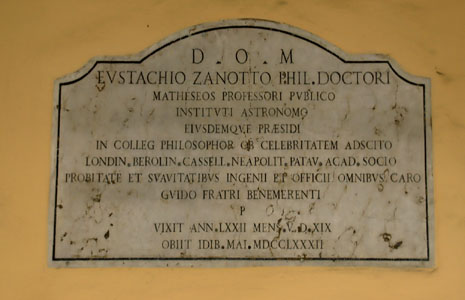 D . O . M
EVSTACHIO ZANOTTO PHIL . DOCTORI
MATHESEOS PROFESSORI PVBLICO
INSTITVTI ASTRONOMO
EIVSDEMQVE PRÆSIDI
IN COLLEG PHILOSOPHOR OB CELEBRITATEM ADSCITO
LONDIN . BEROLIN . CASSELL . NEAPOLIT . PATAV . ACAD . SOCIO
PROBITATE ET SVAVITATIBVS INGENII ET OFFICII OMNIBVS CARO
GVIDO FRATRI BENEMERENTI
P
VIXIT ANN . LXXII MENS . V . D . XIX
OBIIT IDIB . MAI . MDCCLXXXII